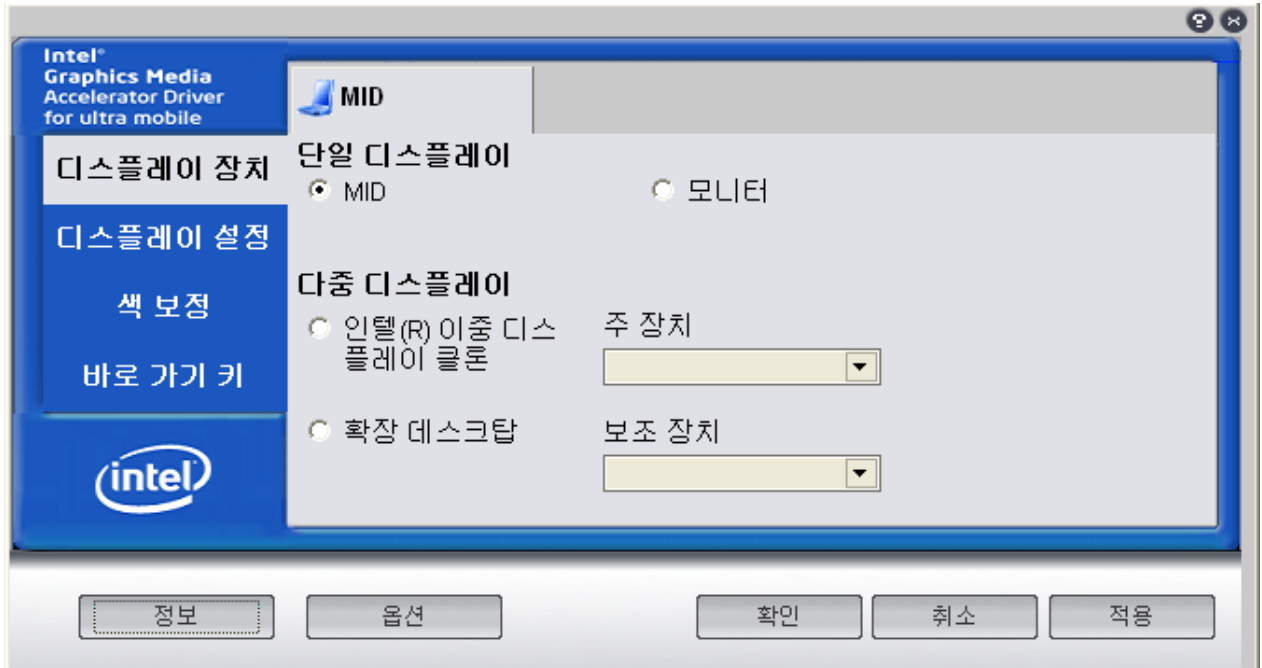 Intel®
Graphics Media
Accelerator Driver
for ultra mobile
MID
디스플레이 장치
디스플레이 설정
색 보정
바로 가기 키
intel
단일 디스플레이
MID
모니터
다중 디스플레이
인텔(R) 이중 디스
플레이 클론
주 장치
확장 데스크탑
보조 장치
정보
옵션
확인
취소
적용